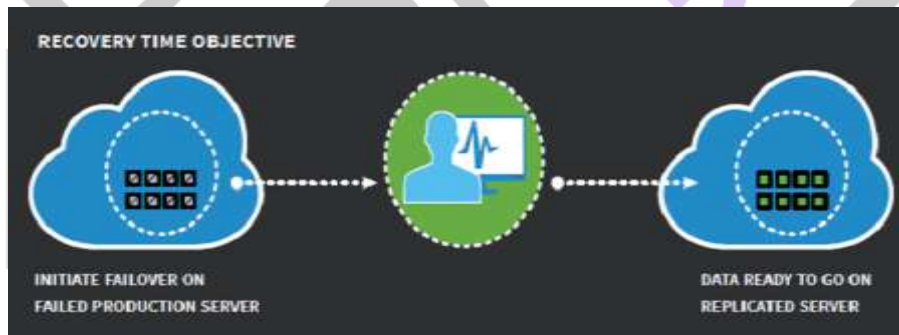 RECOVERY TIME OBJECTIVE
INITIATE FAILOVER ON
FAILED PRODUCTION SERVER
DATA READY TO GO ON
REPLICATED SERVER